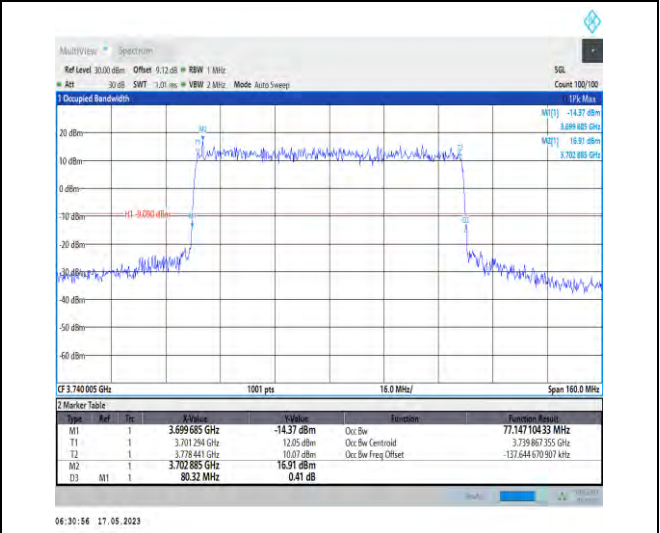 MultiView Spectrum
Ref Level 30.00 dBm Offset 9.12 dB RBW 1 MHz SGL
Att 30 dB SWT 1.01 ms VBW 2 MHz Mode Auto Sweep Count 100/100
1 Occupied Bandwidth 1Pk Max
M1[1] -14.37 dBm
3.699 685 GHz
M2[1] 16.91 dBm
3.702 885 GHz
20 dBm
M2
10 dBm
0 dBm
-10 dBm
H1 -9.090 dBm
-20 dBm
-30 dBm
-40 dBm
-50 dBm
-60 dBm
CF 3.740 005 GHz 1001 pts 16.0 MHz/ Span 160.0 MHz
2 Marker Table
Type Ref Trc X-Value Y-Value Function Function Result
M1 1 3.699 685 GHz -14.37 dBm Occ Bw 77.147 104 33 MHz
T1 1 3.701 294 GHz 12.05 dBm Occ Bw Centroid 3.739 867 355 GHz
T2 1 3.778 441 GHz 10.07 dBm Occ Bw Freq Offset -137.644 670 907 kHz
M2 1 3.702 885 GHz 16.91 dBm
D3 M1 1 80.32 MHz 0.41 dB
06:30:56 17.05.2023